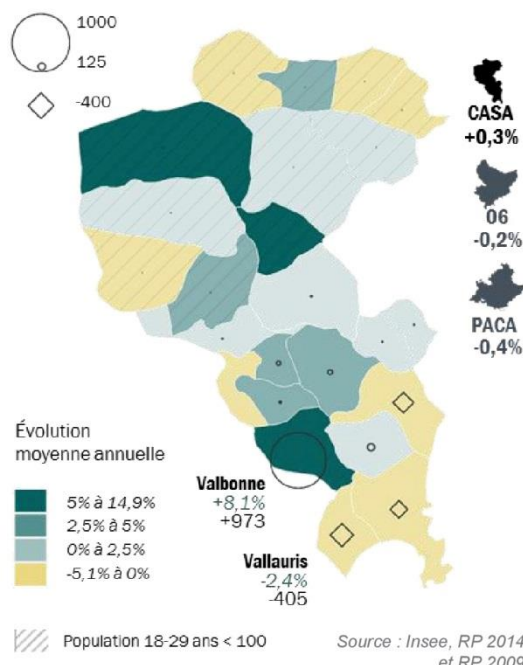 1000
125
-400
CASA
+0,3%
06
-0,2%
PACA
-0,4%
Évolution
moyenne annuelle
5% à 14,9%
2,5% à 5%
0% à 2,5%
-5,1% à 0%
Valbonne
+8,1%
+973
Vallauris
-2,4%
-405
Population 18-29 ans < 100
Source : Insee, RP 2014
et RP 2009